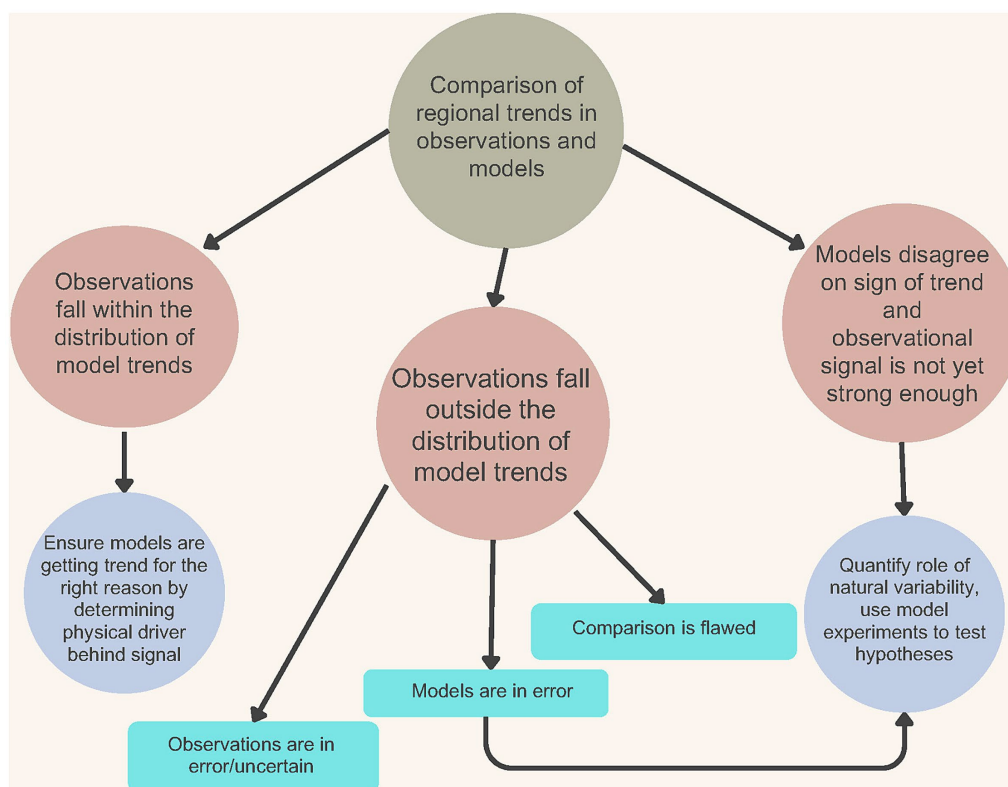 Comparison of
regional trends in
observations and
models
Observations
fall within the
distribution of
model trends
Observations fall
outside the
distribution of
model trends
Models disagree
on sign of trend
and
observational
signal is not yet
strong enough
Ensure models are
getting trend for the
right reason by
determining
physical driver
behind signal
Observations are in
error/uncertain
Models are in error
Comparison is flawed
Quantify role of
natural variability,
use model
experiments to test
hypotheses